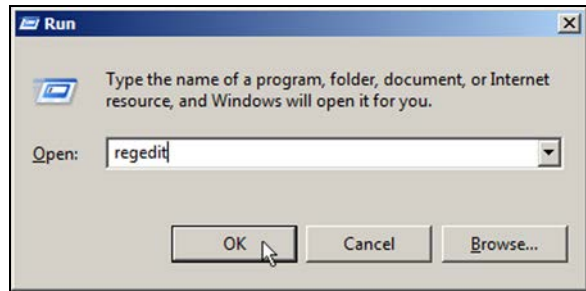 Run
Type the name of a program, folder, document, or Internet
resource, and Windows will open it for you.
Open: regedit
OK Cancel Browse...